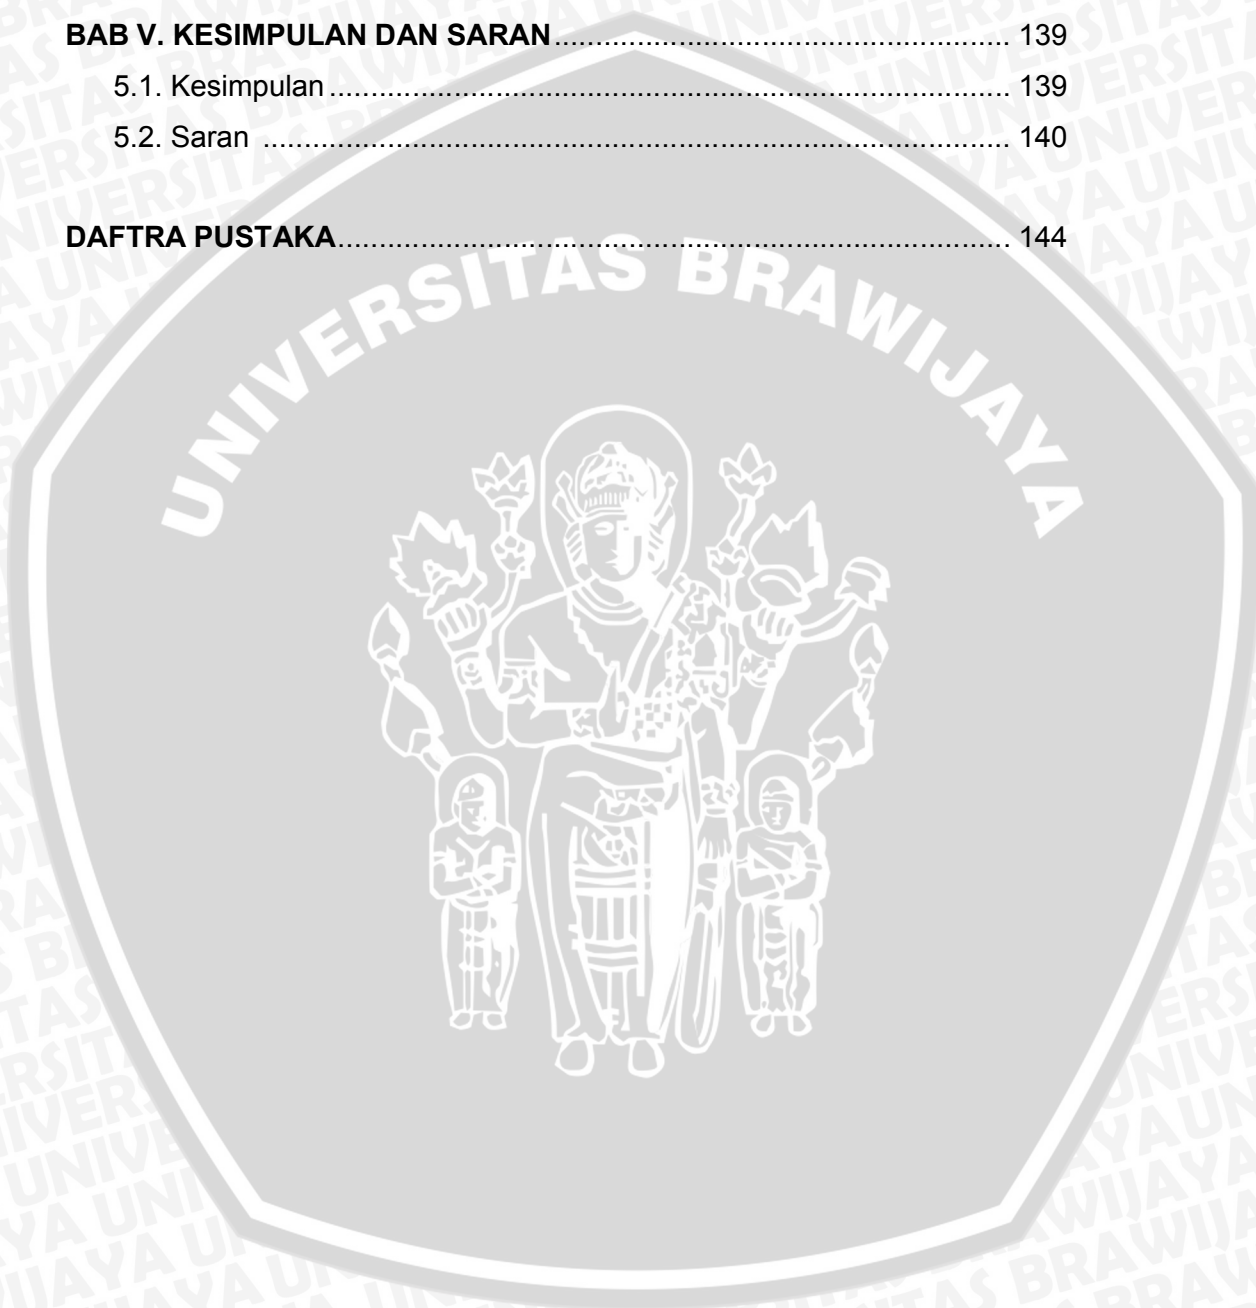 BAB V. KESIMPULAN DAN SARAN....................................................... 139
5.1. Kesimpulan................................................................................... 139
5.2. Saran ........................................................................................... 140
DAFTRA PUSTAKA.................................................................................. 144
UNIVERSITAS BRAWIJAYA